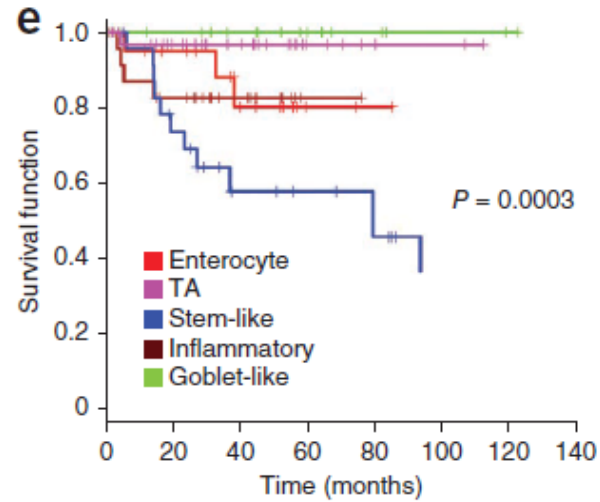 e
1.0
0.8
0.6
0.4
0.2
0
Survival function
P = 0.0003
Enterocyte
TA
Stem-like
Inflammatory
Goblet-like
0 20 40 60 80 100 120 140
Time (months)